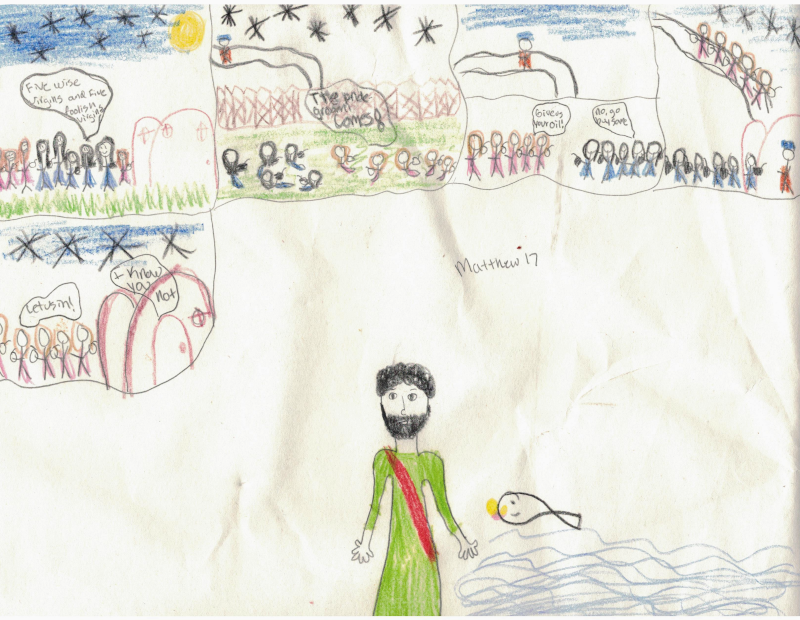 Five wise
virgins and five
foolish
virgins
The bride
groom
Comes!
Give us
your oil!
No, go
buy some
Let us in!
I know
you
not
Matthew 17